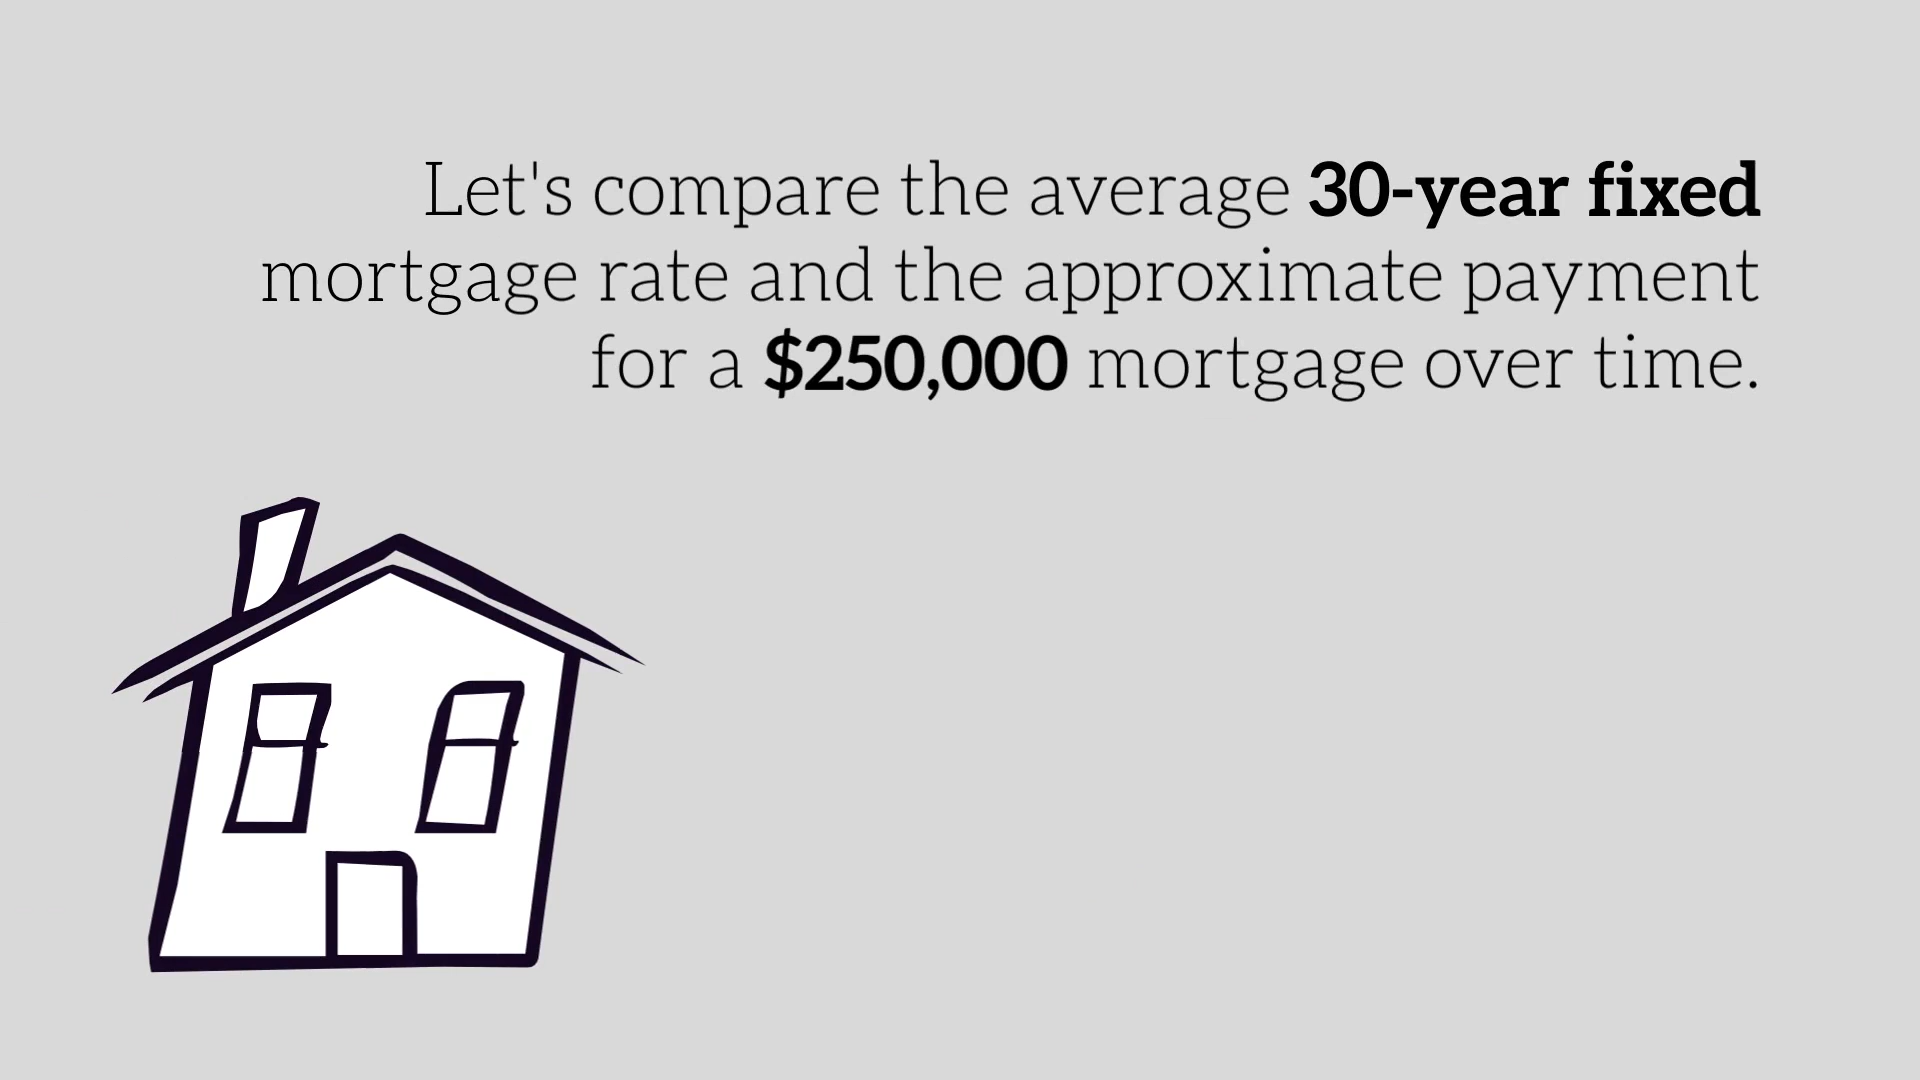 Let's compare the average 30-year fixed
mortgage rate and the approximate payment
for a $250,000 mortgage over time.